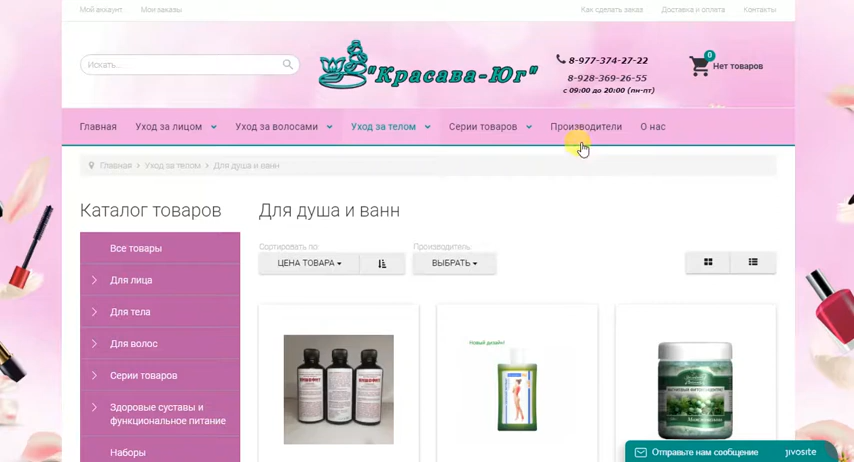 Мой аккаунт Мои заказы Как сделать заказ Доставка и оплата Контакты
Искать...
"Красава-Юг"
8-977-374-27-22
8-928-369-26-55
с 09:00 до 20:00 (пн-пт)
0
Нет товаров
Главная Уход за лицом Уход за волосами Уход за телом Серии товаров Производители О нас
Главная > Уход за телом > Для душа и ванн
Каталог товаров
Все товары
Для лица
Для тела
Для волос
Серии товаров
Здоровые суставы и
функциональное питание
Наборы
Для душа и ванн
Сортировать по: Производитель:
ЦЕНА ТОВАРА ВЫБРАТЬ
Новый дизайн!
Отправьте нам сообщение jivosite